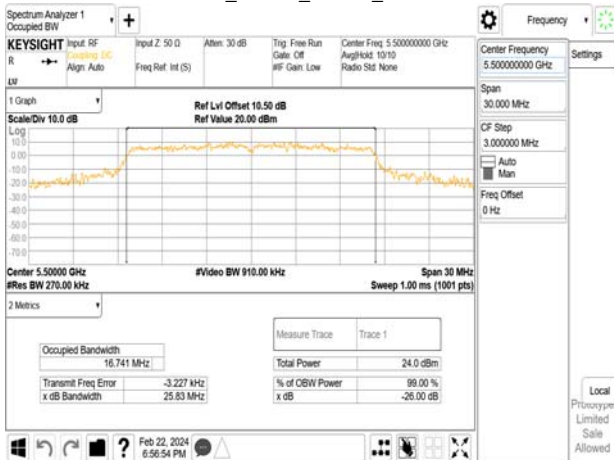 Spectrum Analyzer 1
Occupied BW
Frequency
KEYSIGHT
R
Input: RF
Coupling: DC
Align: Auto
Input Z: 50 Ω
Freq Ref: Int (S)
Atten: 30 dB
Trig: Free Run
Gate: Off
#IF Gain: Low
Center Freq: 5.500000000 GHz
Avg|Hold: 10/10
Radio Std: None
Center Frequency
5.500000000 GHz
Settings
Span
30.000 MHz
CF Step
3.000000 MHz
Auto
Man
Freq Offset
0 Hz
1 Graph
Scale/Div 10.0 dB
Ref Lvl Offset 10.50 dB
Ref Value 20.00 dBm
Log
10.0
0.00
-10.0
-20.0
-30.0
-40.0
-50.0
-60.0
-70.0
Center 5.50000 GHz
#Video BW 910.00 kHz
Span 30 MHz
#Res BW 270.00 kHz
Sweep 1.00 ms (1001 pts)
2 Metrics
Measure Trace
Trace 1
Occupied Bandwidth
16.741 MHz
Total Power
24.0 dBm
Transmit Freq Error
-3.227 kHz
% of OBW Power
99.00 %
x dB Bandwidth
25.83 MHz
x dB
-26.00 dB
Local
Prototype
Limited
Sale
Allowed
?
Feb 22, 2024
6:56:54 PM